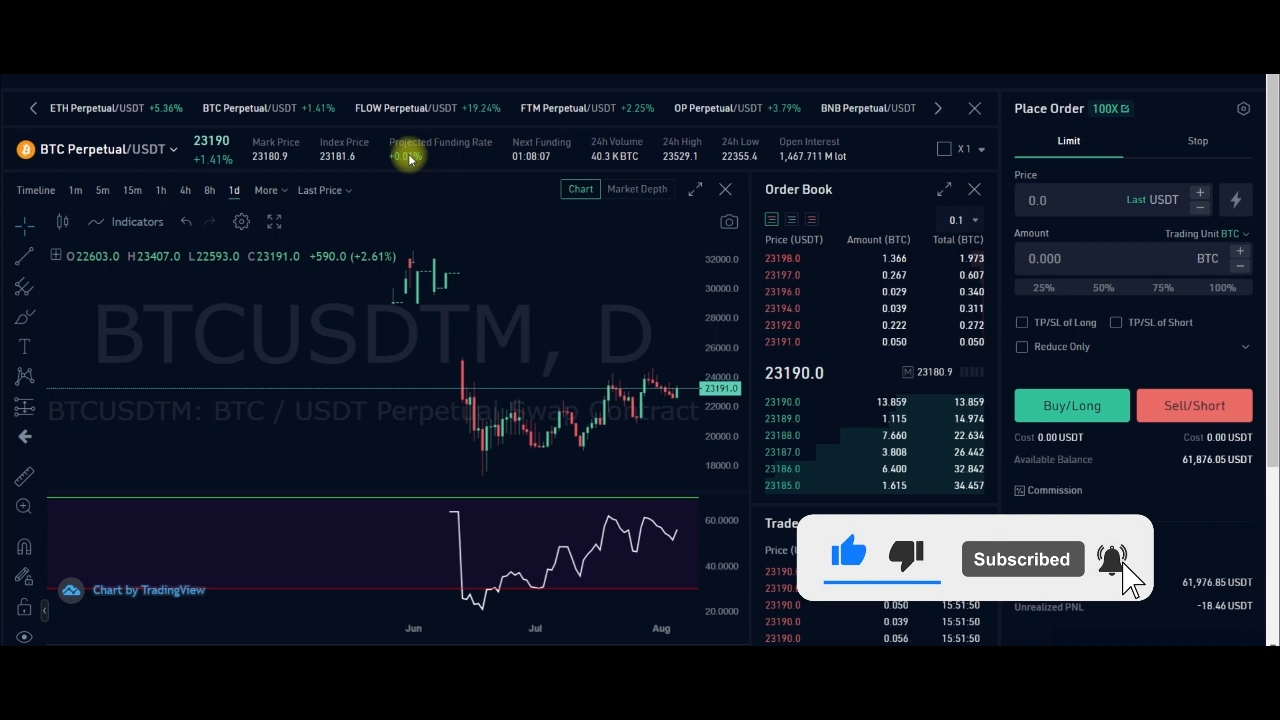 ETH Perpetual/USDT +5.36% BTC Perpetual/USDT +1.41% FLOW Perpetual/USDT +19.24% FTM Perpetual/USDT +2.25% OP Perpetual/USDT +3.79% BNB Perpetual/USDT
BTC Perpetual/USDT
23190
+1.41%
Mark Price
23180.9
Index Price
23181.6
Projected Funding Rate
+0.01%
Next Funding
01:08:07
24h Volume
40.3 K BTC
24h High
23529.1
24h Low
22355.4
Open Interest
1,467.711 M lot
X 1
Timeline 1m 5m 15m 1h 4h 8h 1d More Last Price
Chart Market Depth
Indicators
O22603.0 H23407.0 L22593.0 C23191.0 +590.0 (+2.61%)
BTCUSDTM, D
BTCUSDTM: BTC / USDT Perpetual Swap Contract
32000.0
30000.0
28000.0
26000.0
24000.0
23191.0
22000.0
20000.0
18000.0
60.0000
40.0000
20.0000
Chart by TradingView
Jun Jul Aug
Order Book
0.1
Price (USDT) Amount (BTC) Total (BTC)
23198.0 1.366 1.973
23197.0 0.267 0.607
23196.0 0.029 0.340
23194.0 0.039 0.311
23192.0 0.222 0.272
23191.0 0.050 0.050
23190.0 M 23180.9
23190.0 13.859 13.859
23189.0 1.115 14.974
23188.0 7.660 22.634
23187.0 3.808 26.442
23186.0 6.400 32.842
23185.0 1.615 34.457
Trade
Price (
23190.0 0.050 15:51:50
23190.0 0.039 15:51:50
23190.0 0.056 15:51:50
Place Order 100X
Limit Stop
Price
0.0 Last USDT
Amount Trading Unit BTC
0.000 BTC
25% 50% 75% 100%
TP/SL of Long TP/SL of Short
Reduce Only
Buy/Long Sell/Short
Cost 0.00 USDT Cost 0.00 USDT
Available Balance 61,876.05 USDT
Commission
Subscribed
61,976.85 USDT
Unrealized PNL -18.46 USDT